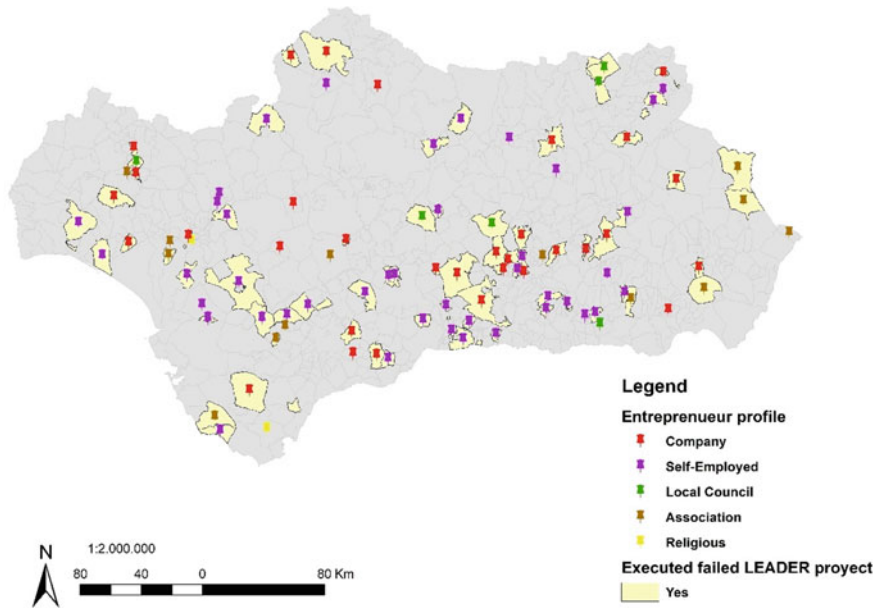 Legend
Entreprenueur profile
Company
Self-Employed
Local Council
Association
Religious
Executed failed LEADER proyect
Yes
N
1:2.000.000
80 40 0 80 Km